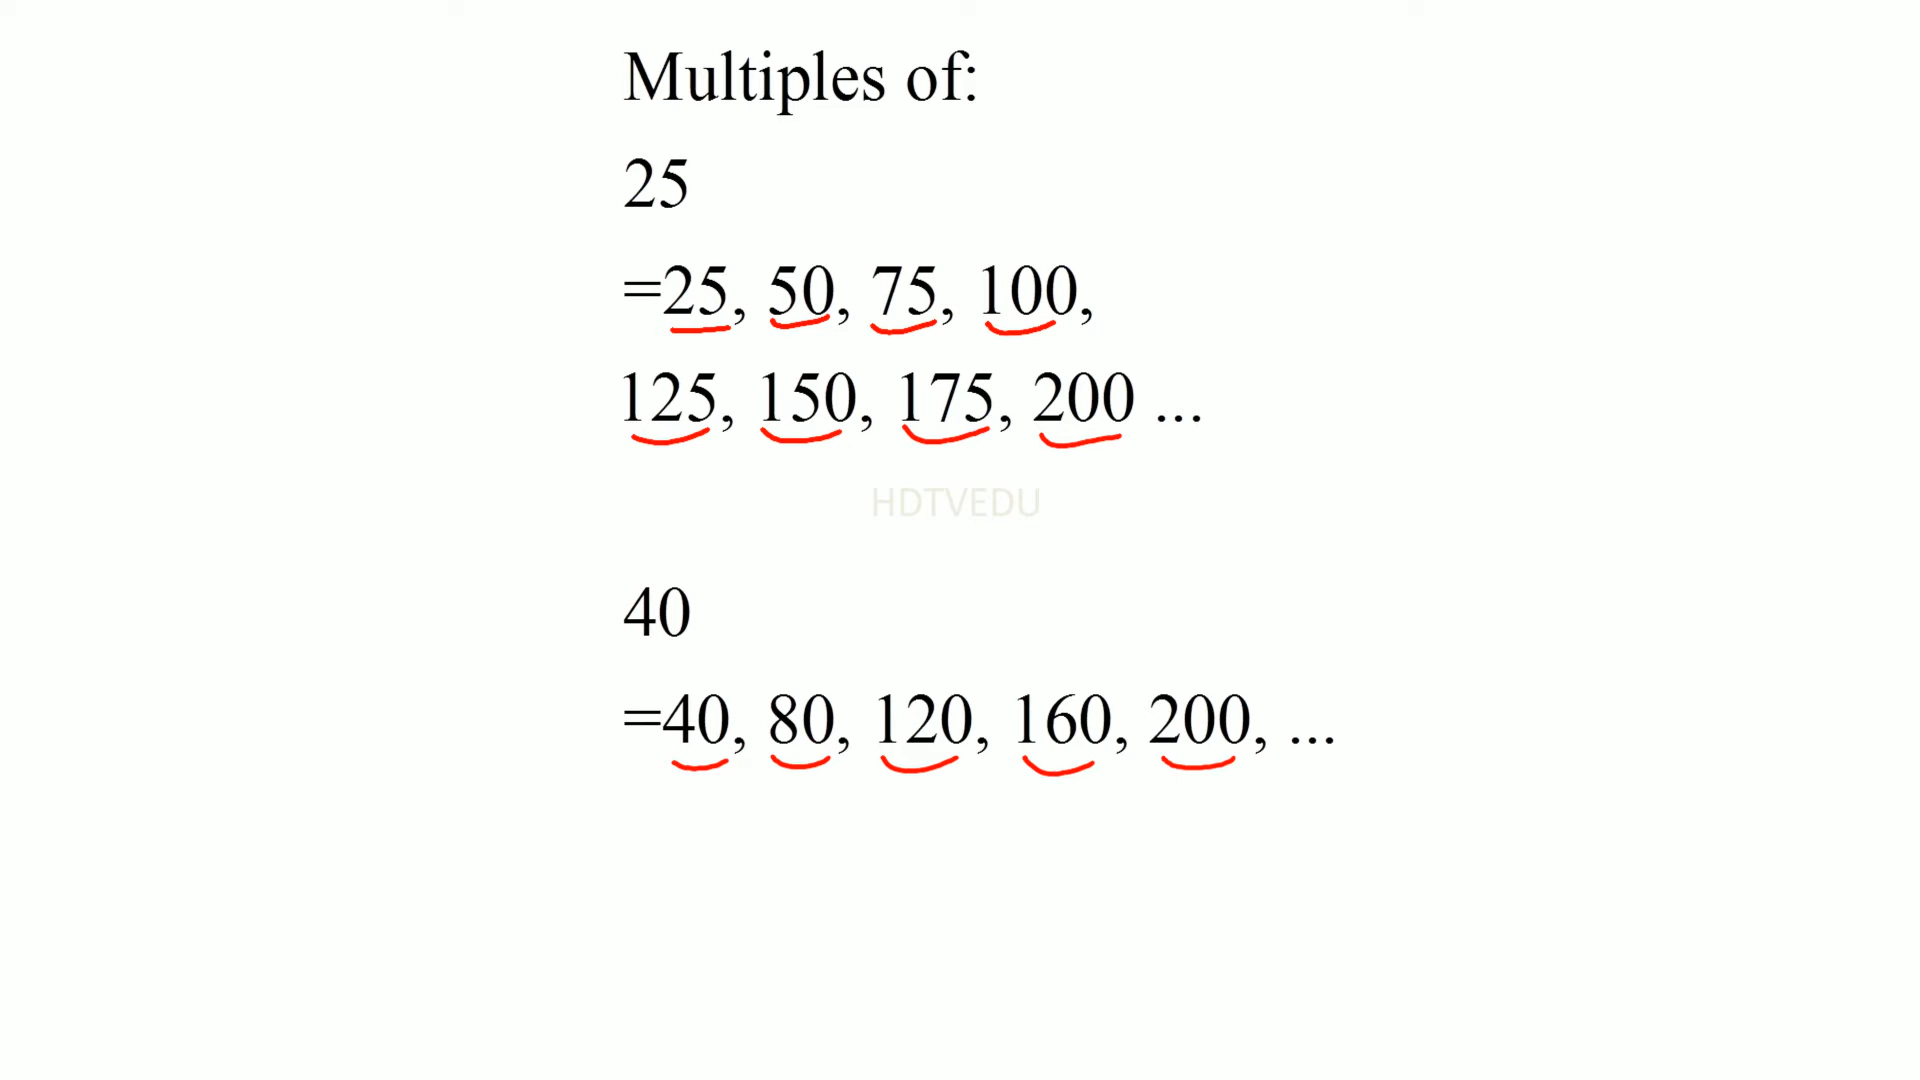 Multiples of:
25
=25, 50, 75, 100,
125, 150, 175, 200 ...
HDTVEDU
40
=40, 80, 120, 160, 200, ...